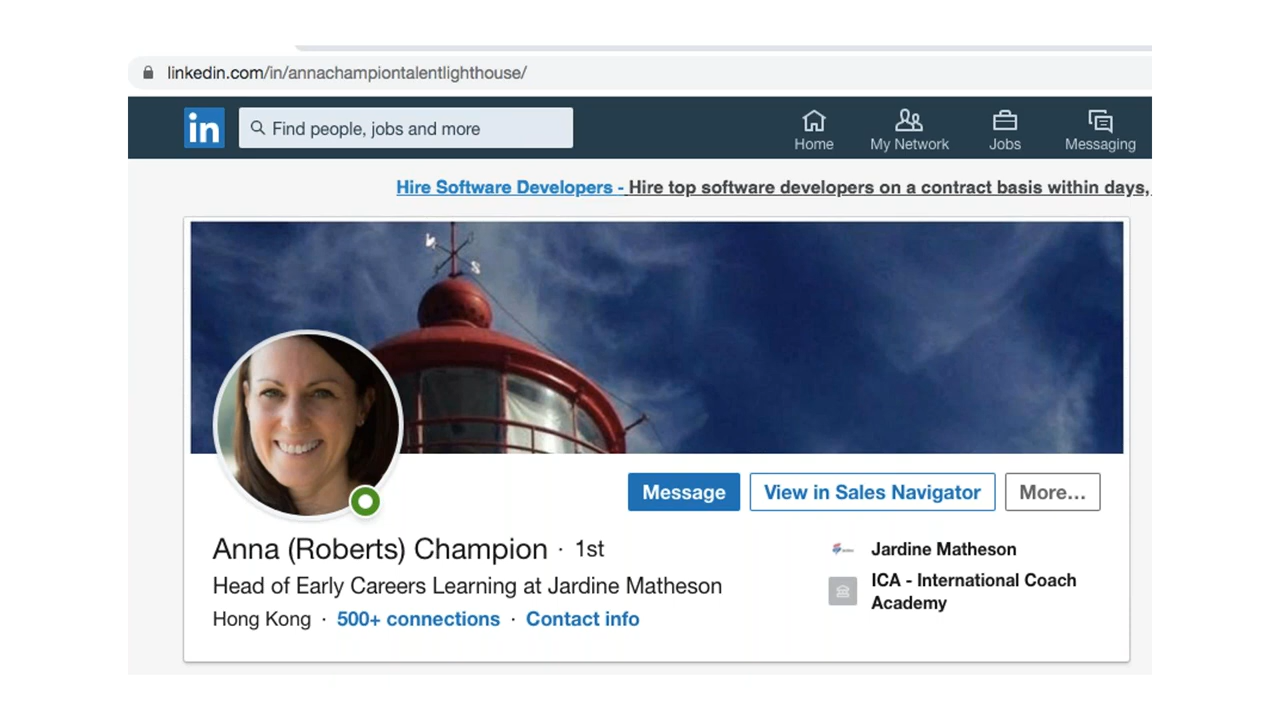 linkedin.com/in/annachampiontalentlighthouse/
in
Find people, jobs and more
Home
My Network
Jobs
Messaging
Hire Software Developers - Hire top software developers on a contract basis within days,
N
S
Message
View in Sales Navigator
More...
Anna (Roberts) Champion · 1st
Head of Early Careers Learning at Jardine Matheson
Hong Kong · 500+ connections · Contact info
Jardine Matheson
ICA - International Coach
Academy